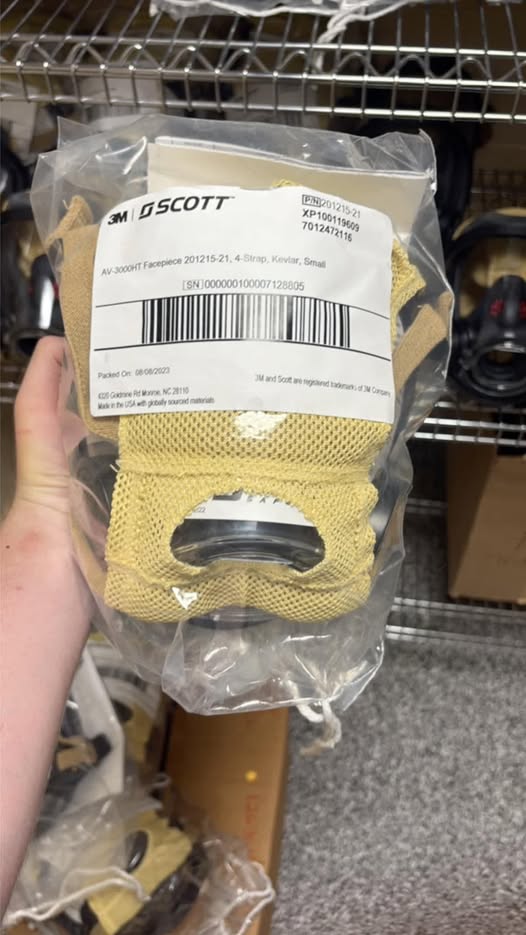 3M | SCOTT™
P/N 201215-21
XP100119609
7012472116
AV-3000HT Facepiece 201215-21, 4-Strap, Kevlar, Small
SN 000000100007128805
Packed On: 08/08/2023
3M and Scott are registered trademarks of 3M Company
4320 Goldmine Rd Monroe, NC 28110
Made in the USA with globally sourced materials